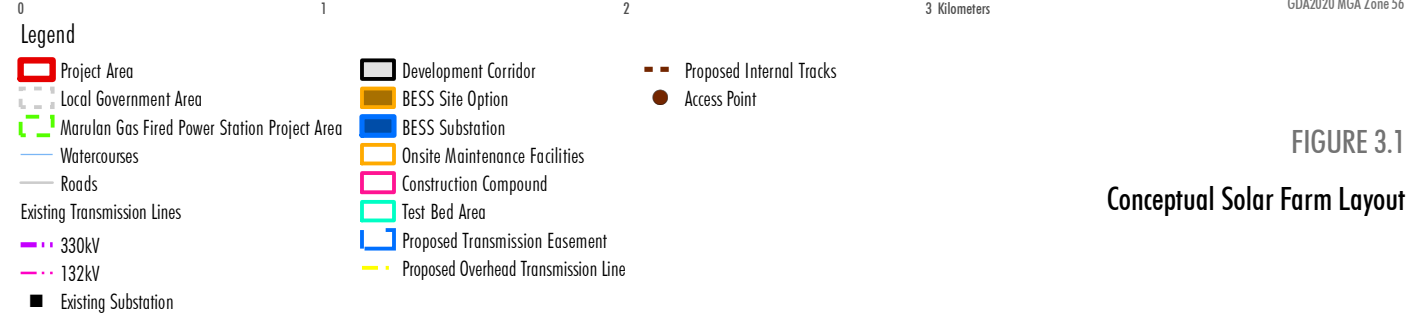 0 1 2 3 Kilometers
GDA2020 MGA Zone 56
Legend
Project Area
Local Government Area
Marulan Gas Fired Power Station Project Area
Watercourses
Roads
Existing Transmission Lines
330kV
132kV
Existing Substation
Development Corridor
BESS Site Option
BESS Substation
Onsite Maintenance Facilities
Construction Compound
Test Bed Area
Proposed Transmission Easement
Proposed Overhead Transmission Line
Proposed Internal Tracks
Access Point
FIGURE 3.1
Conceptual Solar Farm Layout